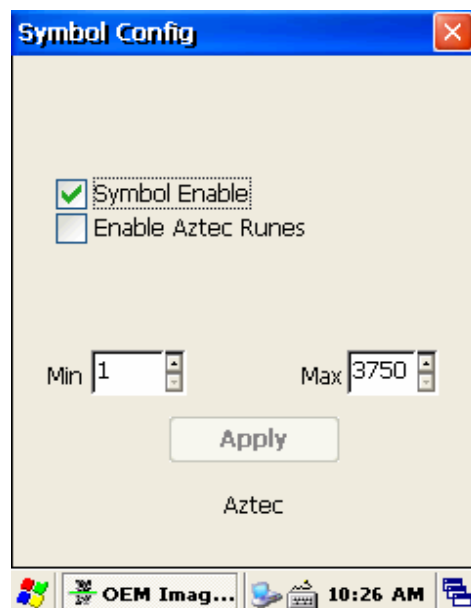 Symbol Config
Symbol Enable
Enable Aztec Runes
Min 1 Max 3750
Apply
Aztec
OEM Imag... 10:26 AM